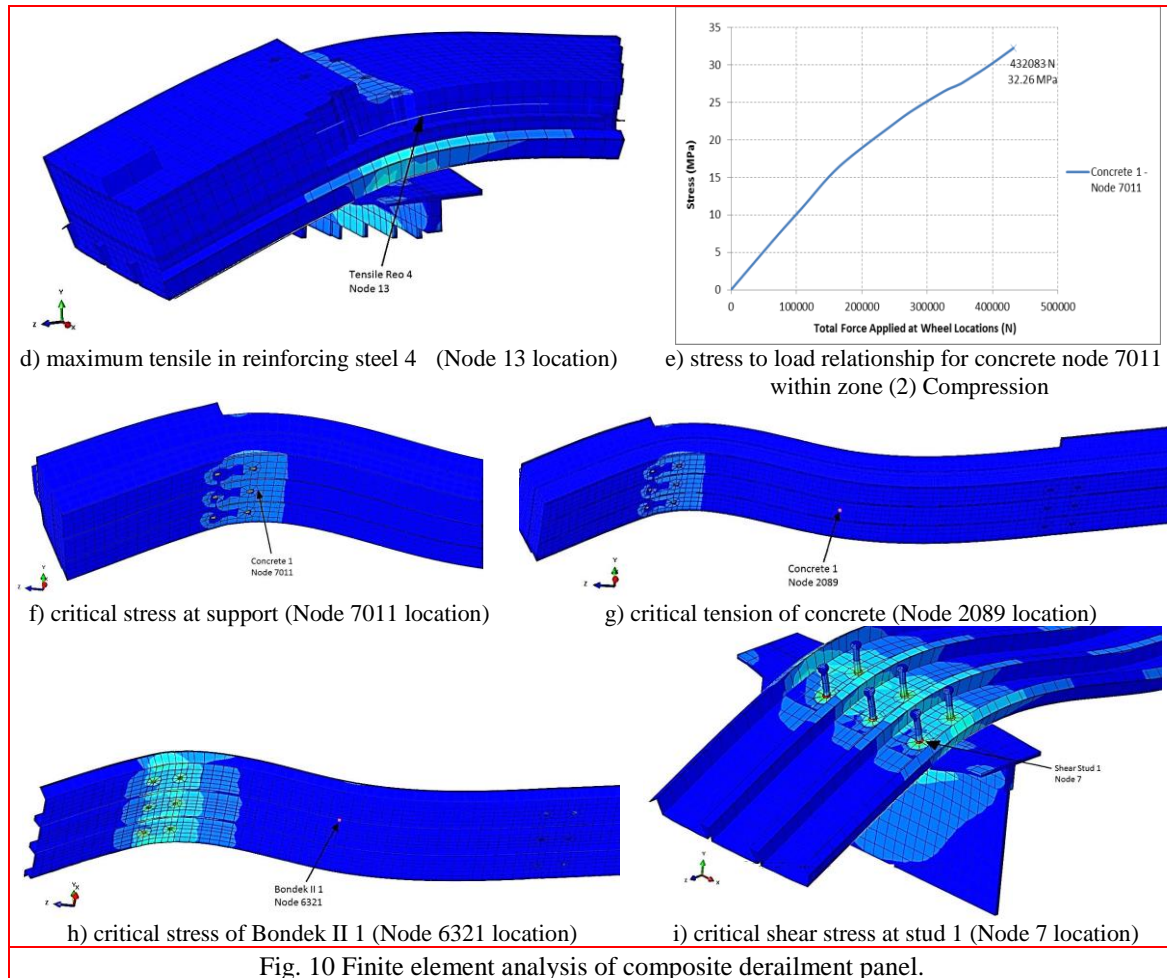 Tensile Reo 4
Node 13
Y
Z
X
d) maximum tensile in reinforcing steel 4 (Node 13 location)
35
30
25
20
15
10
5
0
Stress (MPa)
432083 N
32.26 MPa
Concrete 1 -
Node 7011
0
100000
200000
300000
400000
500000
Total Force Applied at Wheel Locations (N)
e) stress to load relationship for concrete node 7011
within zone (2) Compression
Concrete 1
Node 7011
Y
Z
f) critical stress at support (Node 7011 location)
Concrete 1
Node 2089
Y
Z
g) critical tension of concrete (Node 2089 location)
Bondek II 1
Node 6321
Y
X
Z
h) critical stress of Bondek II 1 (Node 6321 location)
Shear Stud 1
Node 7
Y
Z
X
i) critical shear stress at stud 1 (Node 7 location)
Fig. 10 Finite element analysis of composite derailment panel.